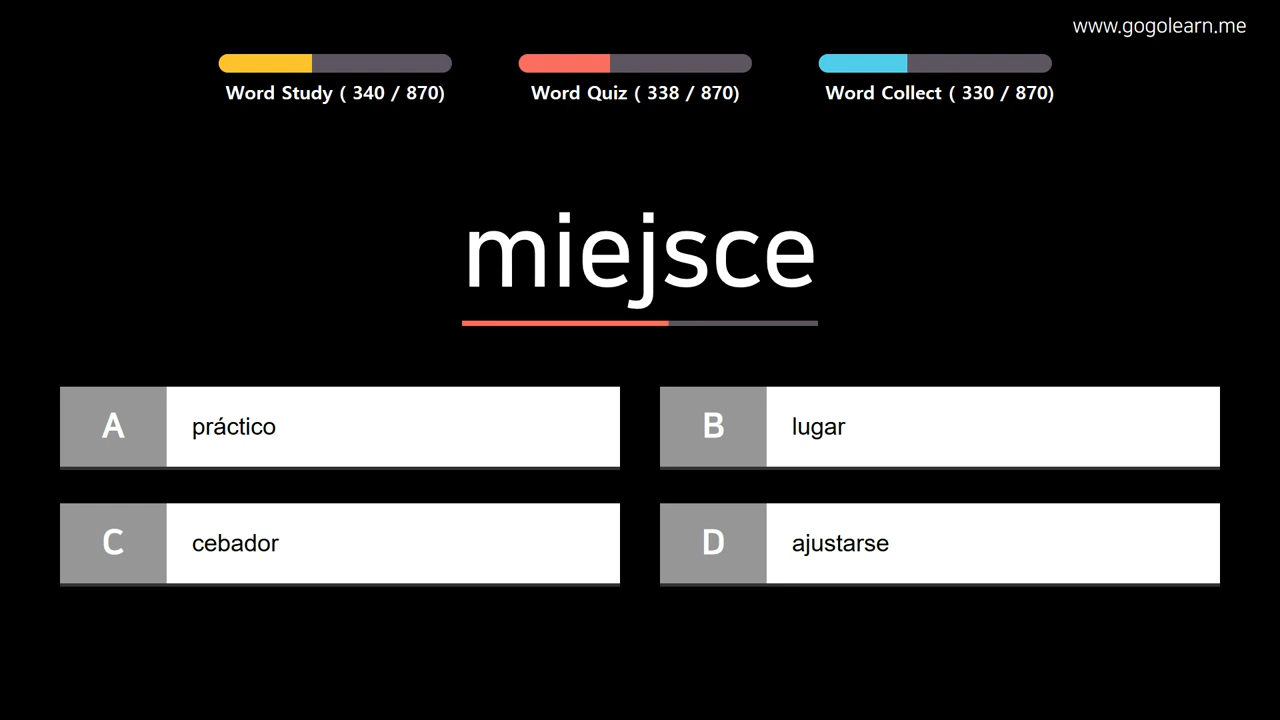 www.gogolearn.me
Word Study ( 340 / 870)
Word Quiz ( 338 / 870)
Word Collect ( 330 / 870)
miejsce
A práctico
B lugar
C cebador
D ajustarse